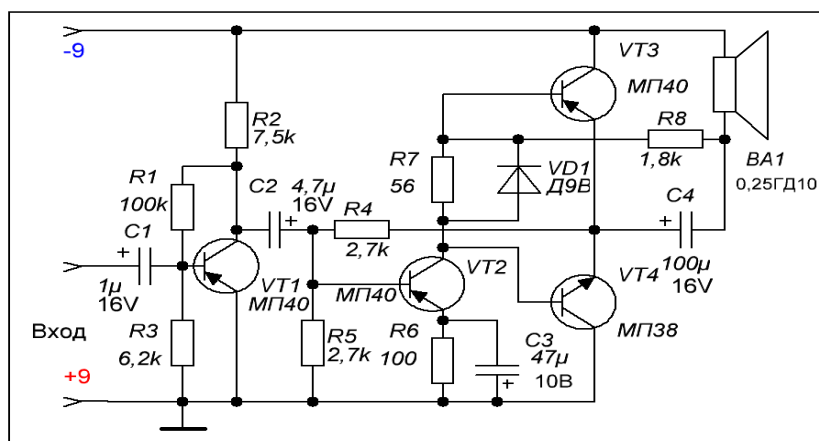 -9
VT3
МП40
R2
7,5k
R8
1,8k
BA1
0,25ГД10
R7
56
VD1
Д9В
R1
100k
C2
4,7µ
16V
R4
2,7k
C4
100µ
16V
C1
1µ
16V
VT1
МП40
VT2
МП40
VT4
МП38
Вход
R3
6,2k
R5
2,7k
R6
100
C3
47µ
10В
+9